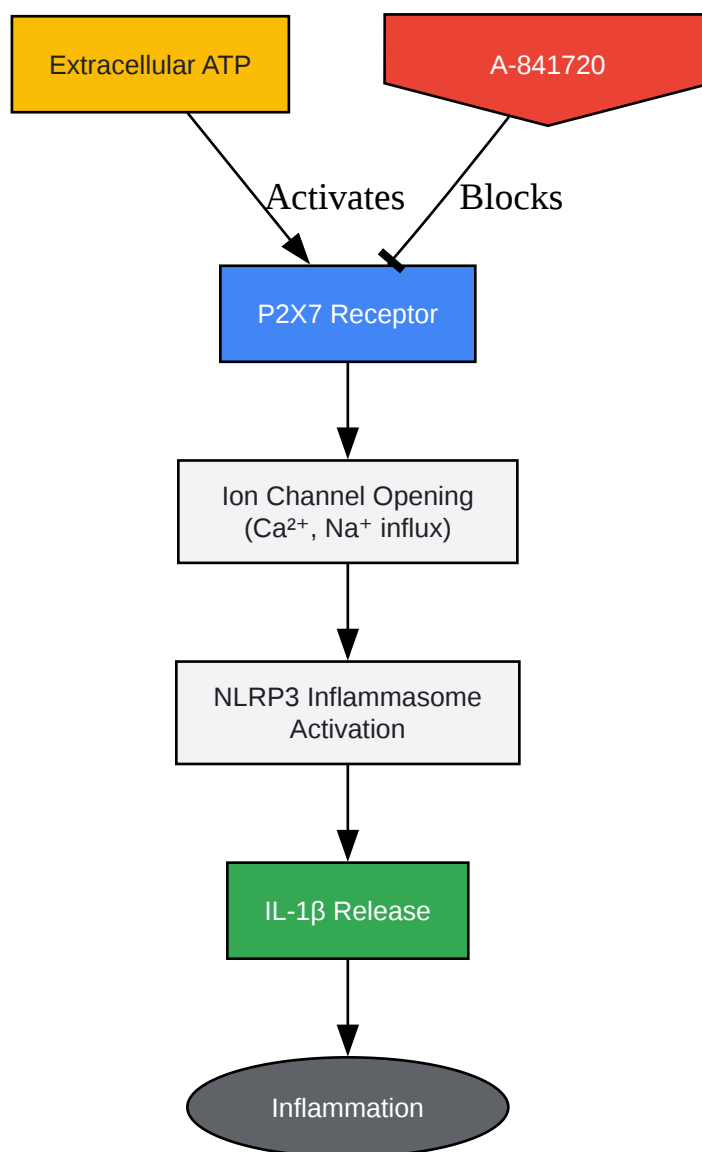 Extracellular ATP
A-841720
Activates
Blocks
P2X7 Receptor
Ion Channel Opening
(Ca²⁺, Na⁺ influx)
NLRP3 Inflammasome
Activation
IL-1β Release
Inflammation